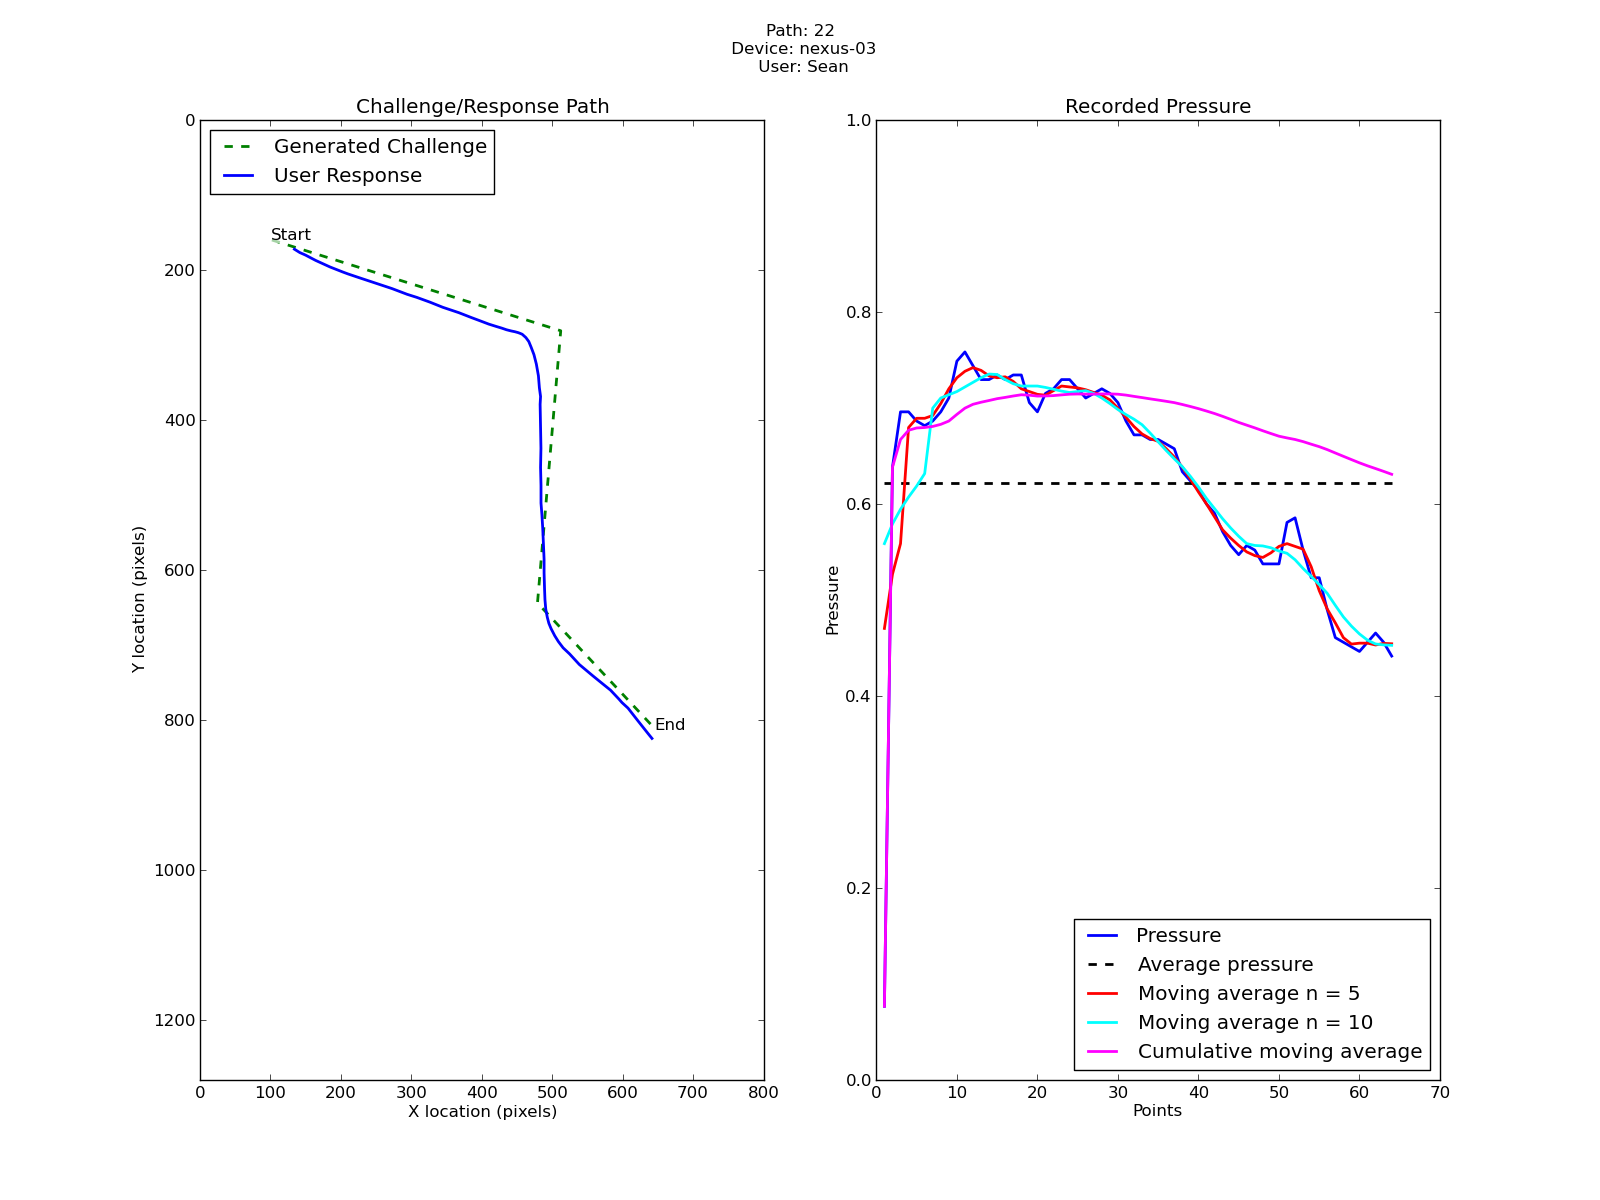 Path: 22
Device: nexus-03
User: Sean
Challenge/Response Path
Generated Challenge
User Response
Start
End
0
200
400
600
800
1000
1200
Y location (pixels)
0 100 200 300 400 500 600 700 800
X location (pixels)
Recorded Pressure
1.0
0.8
0.6
0.4
0.2
0.0
Pressure
Pressure
Average pressure
Moving average n = 5
Moving average n = 10
Cumulative moving average
0 10 20 30 40 50 60 70
Points